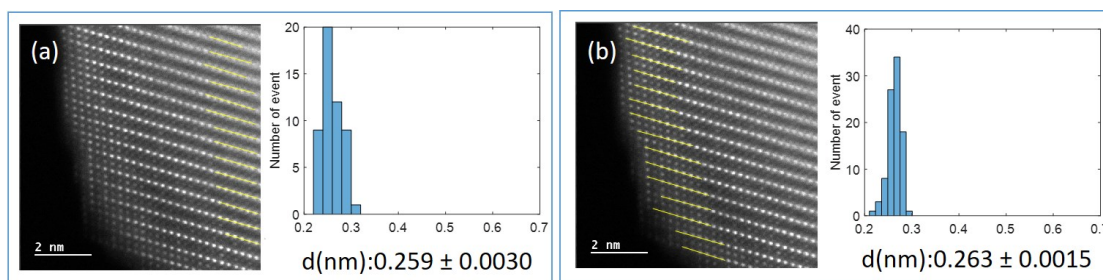 (a)
2 nm
Number of event
20
15
10
5
0
0.2 0.3 0.4 0.5 0.6 0.7
d(nm):0.259 ± 0.0030
(b)
2 nm
Number of event
40
30
20
10
0
0.2 0.3 0.4 0.5 0.6 0.7
d(nm):0.263 ± 0.0015